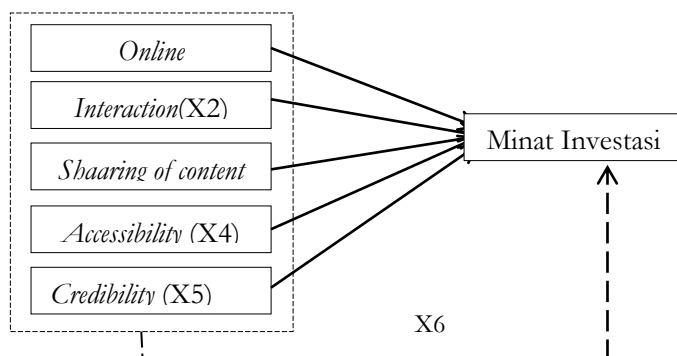 Online
Interaction(X2)
Shaaring of content
Accessibility (X4)
Credibility (X5)
Minat Investasi
X6